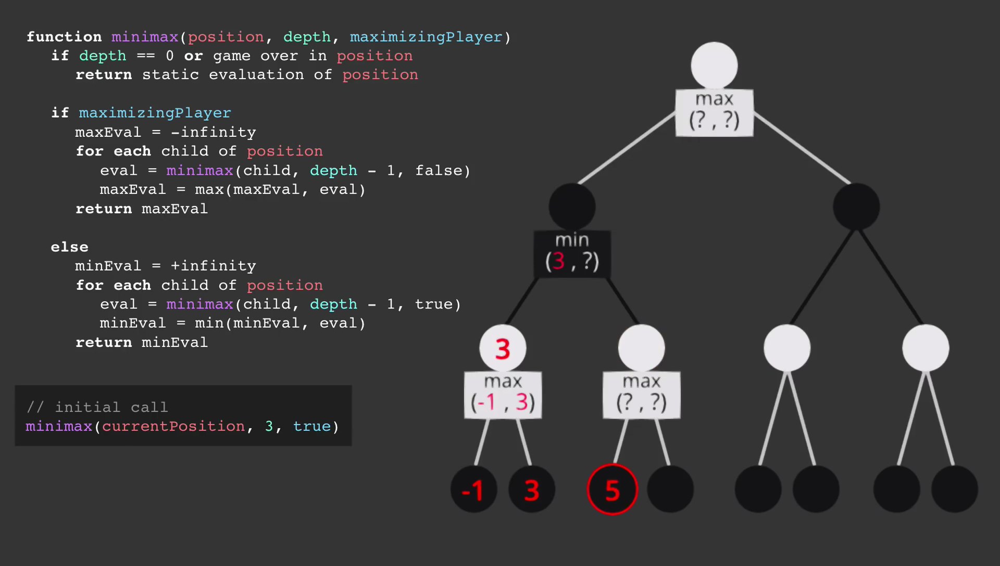 function minimax(position, depth, maximizingPlayer)
if depth == 0 or game over in position
return static evaluation of position
if maximizingPlayer
maxEval = -infinity
for each child of position
eval = minimax(child, depth - 1, false)
maxEval = max(maxEval, eval)
return maxEval
else
minEval = +infinity
for each child of position
eval = minimax(child, depth - 1, true)
minEval = min(minEval, eval)
return minEval
// initial call
minimax(currentPosition, 3, true)
max
(? , ?)
min
(3 , ?)
3
max
(-1 , 3)
max
(? , ?)
-1
3
5